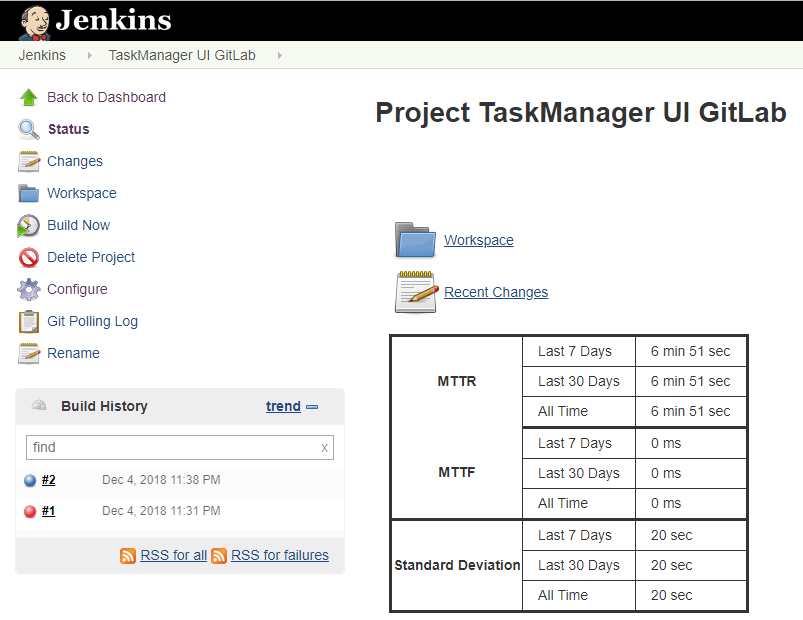 Jenkins
Jenkins
TaskManager UI GitLab
Back to Dashboard
Status
Changes
Workspace
Build Now
Delete Project
Configure
Git Polling Log
Rename
Build History
trend
find
x
#2 Dec 4, 2018 11:38 PM
#1 Dec 4, 2018 11:31 PM
RSS for all RSS for failures
Project TaskManager UI GitLab
Workspace
Recent Changes
MTTR
Last 7 Days 6 min 51 sec
Last 30 Days 6 min 51 sec
All Time 6 min 51 sec
MTTF
Last 7 Days 0 ms
Last 30 Days 0 ms
All Time 0 ms
Standard Deviation
Last 7 Days 20 sec
Last 30 Days 20 sec
All Time 20 sec